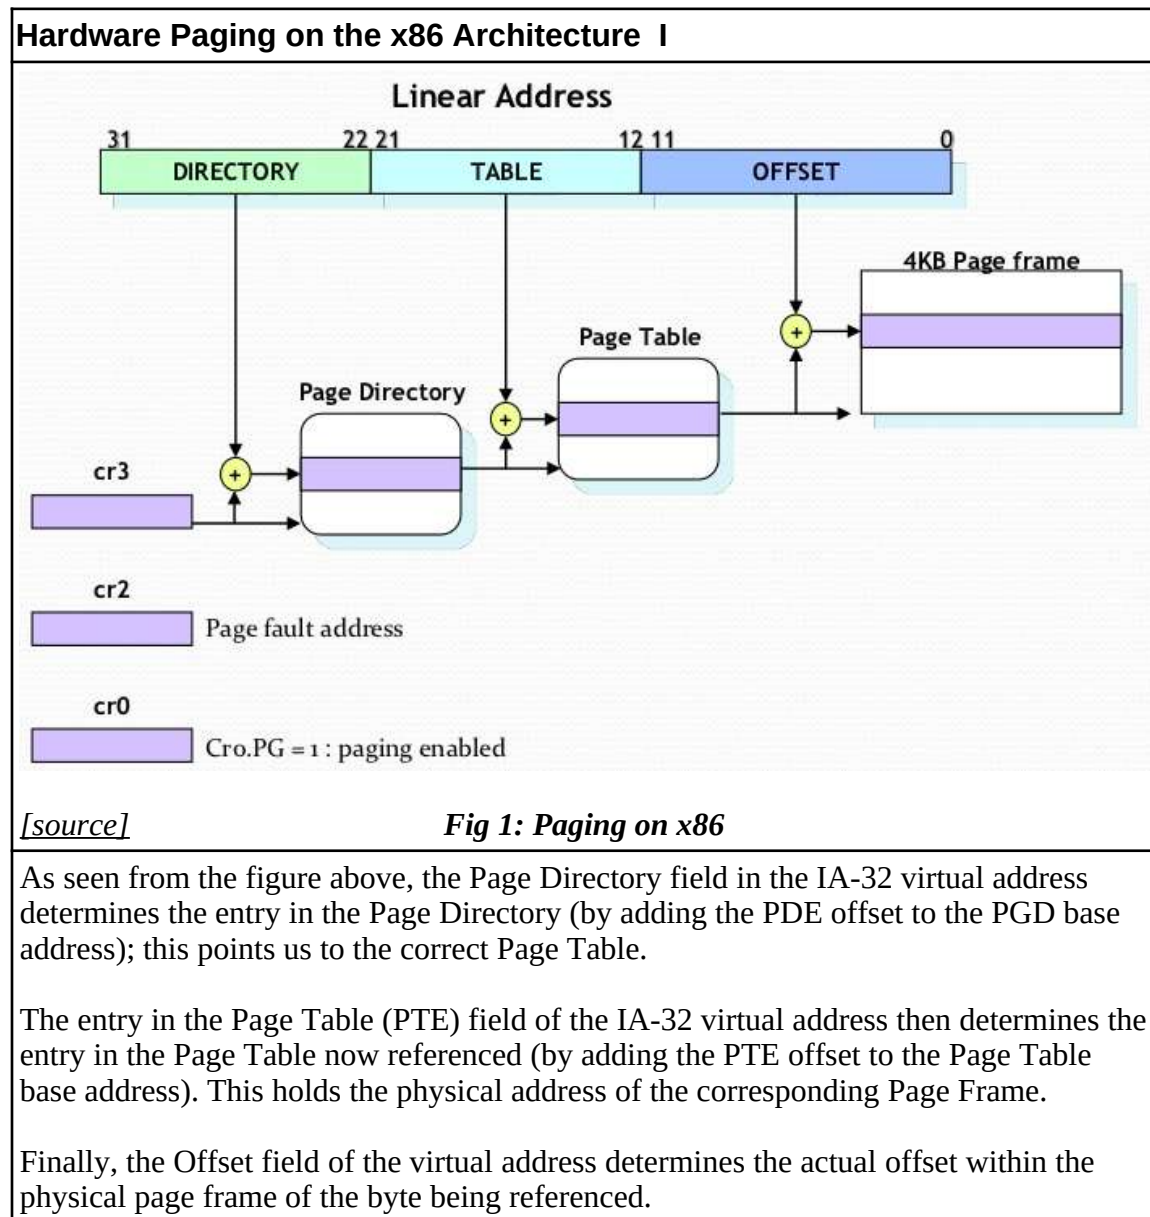 Hardware Paging on the x86 Architecture I
Linear Address
31 22 21 12 11 0
DIRECTORY TABLE OFFSET
4KB Page frame
+
Page Table
Page Directory
+
cr3
+
cr2
Page fault address
cr0
Cr0.PG = 1 : paging enabled
[source] Fig 1: Paging on x86
As seen from the figure above, the Page Directory field in the IA-32 virtual address
determines the entry in the Page Directory (by adding the PDE offset to the PGD base
address); this points us to the correct Page Table.
The entry in the Page Table (PTE) field of the IA-32 virtual address then determines the
entry in the Page Table now referenced (by adding the PTE offset to the Page Table
base address). This holds the physical address of the corresponding Page Frame.
Finally, the Offset field of the virtual address determines the actual offset within the
physical page frame of the byte being referenced.